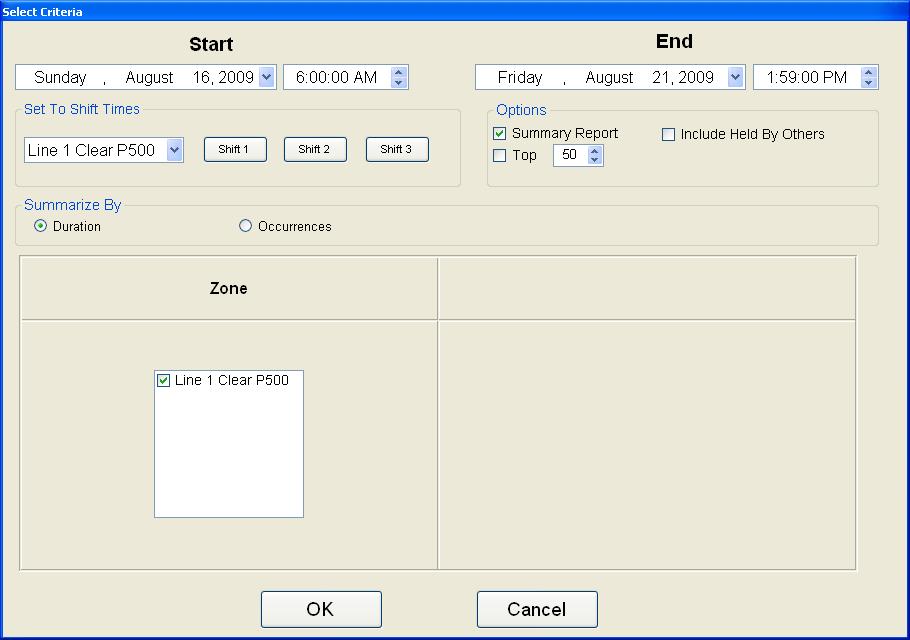 Select Criteria
Start End
Sunday , August 16, 2009 6:00:00 AM Friday , August 21, 2009 1:59:00 PM
Set To Shift Times Options
Summary Report Include Held By Others
Line 1 Clear P500 Shift 1 Shift 2 Shift 3
Top 50
Summarize By
Duration Occurrences
Zone
Line 1 Clear P500
OK Cancel